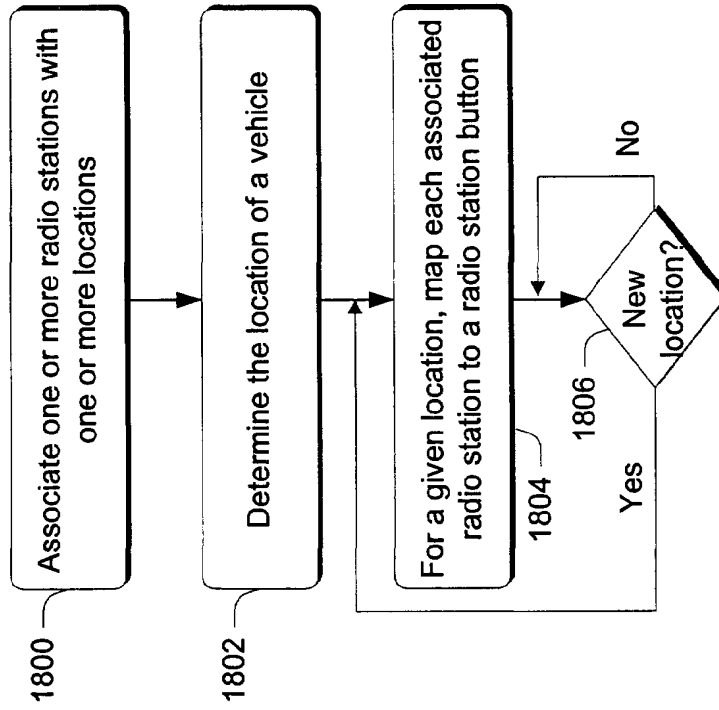 1800
Associate one or more radio stations with
one or more locations
1802
Determine the location of a vehicle
For a given location, map each associated
radio station to a radio station button
1804
1806
New
location?
No
Yes